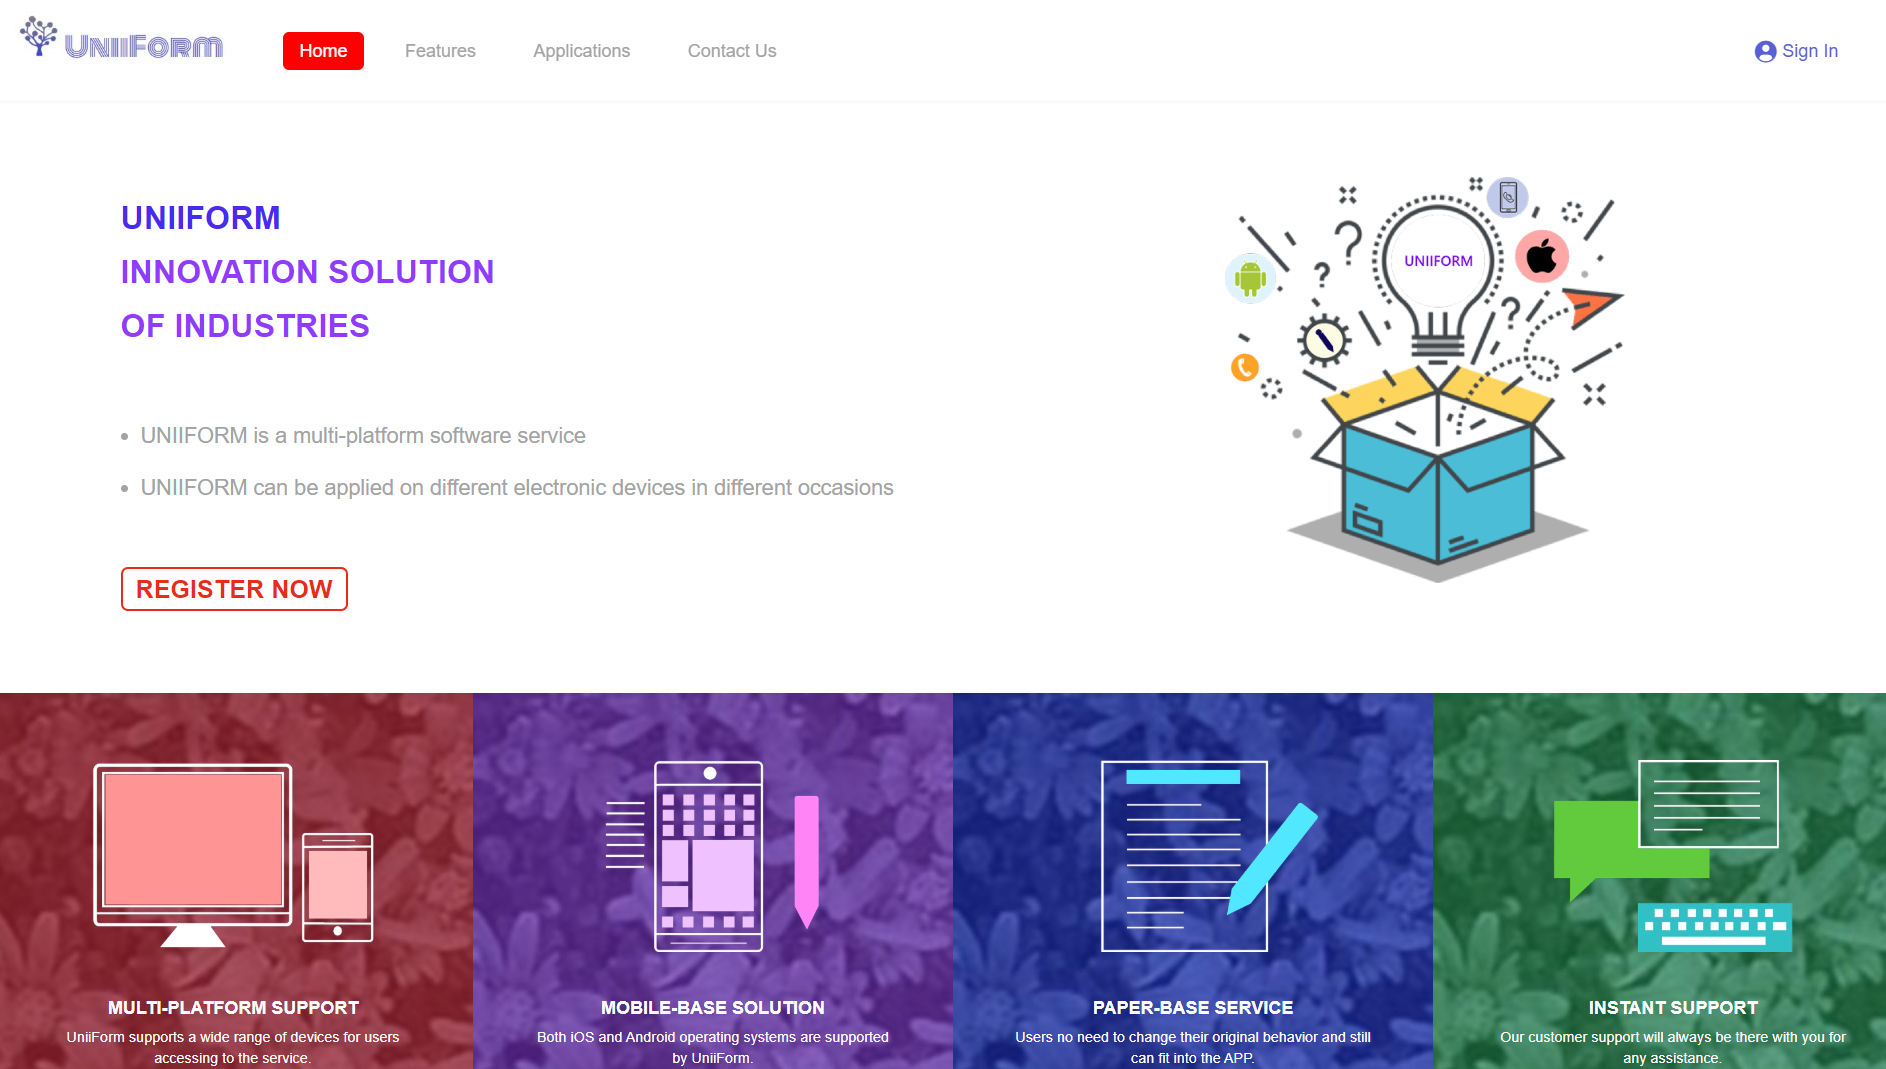 UniiForm
Home
Features
Applications
Contact Us
Sign In
UNIIFORM
INNOVATION SOLUTION
OF INDUSTRIES
UNIIFORM is a multi-platform software service
UNIIFORM can be applied on different electronic devices in different occasions
REGISTER NOW
UNIIFORM
MULTI-PLATFORM SUPPORT
UniiForm supports a wide range of devices for users
accessing to the service.
MOBILE-BASE SOLUTION
Both iOS and Android operating systems are supported
by UniiForm.
PAPER-BASE SERVICE
Users no need to change their original behavior and still
can fit into the APP.
INSTANT SUPPORT
Our customer support will always be there with you for
any assistance.